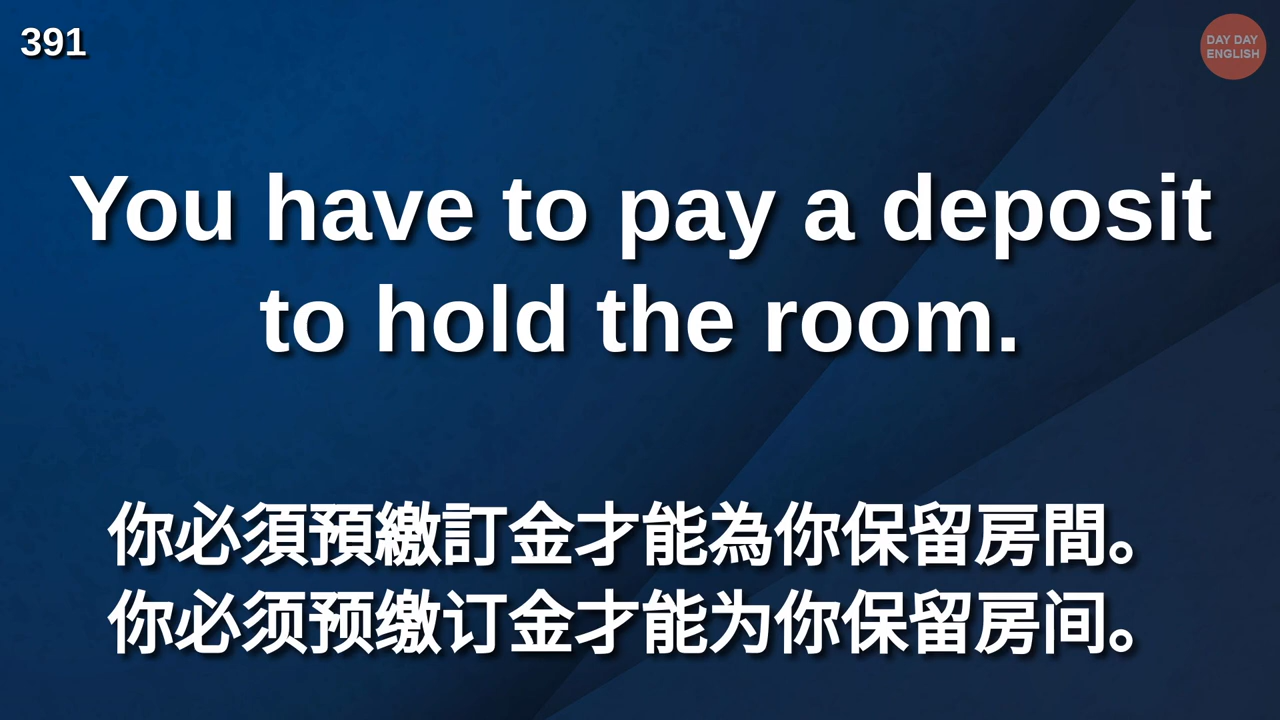 391
DAY DAY
ENGLISH
You have to pay a deposit
to hold the room.
你必須預繳訂金才能為你保留房間。
你必须预缴订金才能为你保留房间。